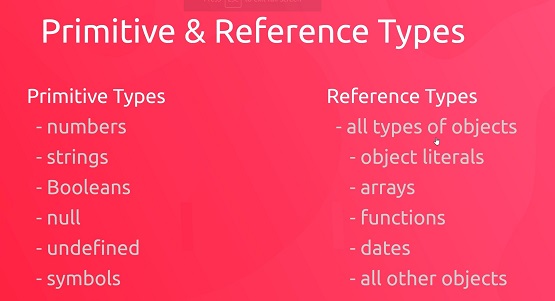 Primitive & Reference Types
Primitive Types
- numbers
- strings
- Booleans
- null
- undefined
- symbols
Reference Types
- all types of objects
- object literals
- arrays
- functions
- dates
- all other objects